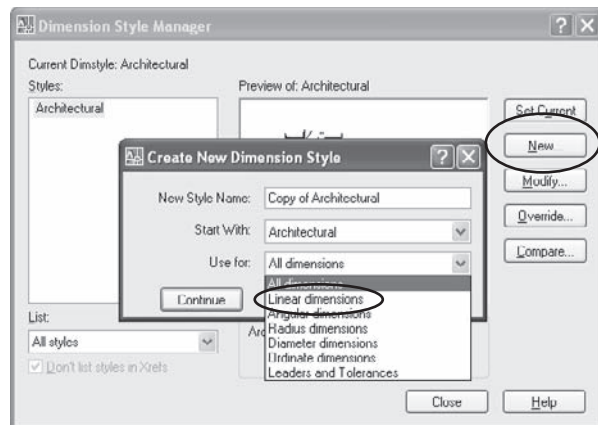 Dimension Style Manager
Current Dimstyle: Architectural
Styles:
Preview of: Architectural
Architectural
Set Current
New...
Modify...
Override...
Compare...
Create New Dimension Style
New Style Name:
Copy of Architectural
Start With:
Architectural
Use for:
All dimensions
All dimensions
Linear dimensions
Angular dimensions
Radius dimensions
Diameter dimensions
Ordinate dimensions
Leaders and Tolerances
Continue
List:
All styles
Don't list styles in Xrefs
Close
Help